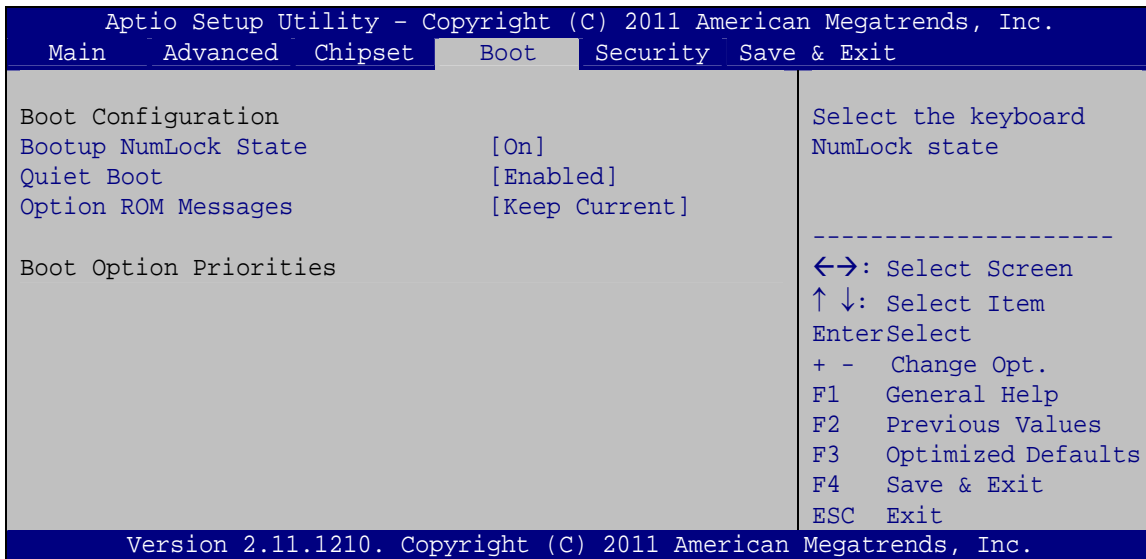 Aptio Setup Utility – Copyright (C) 2011 American Megatrends, Inc.
Main Advanced Chipset Boot Security Save & Exit
Boot Configuration
Bootup NumLock State [On]
Quiet Boot [Enabled]
Option ROM Messages [Keep Current]
Boot Option Priorities
Select the keyboard
NumLock state
---------------------
←→: Select Screen
↑ ↓: Select Item
EnterSelect
+ - Change Opt.
F1 General Help
F2 Previous Values
F3 Optimized Defaults
F4 Save & Exit
ESC Exit
Version 2.11.1210. Copyright (C) 2011 American Megatrends, Inc.